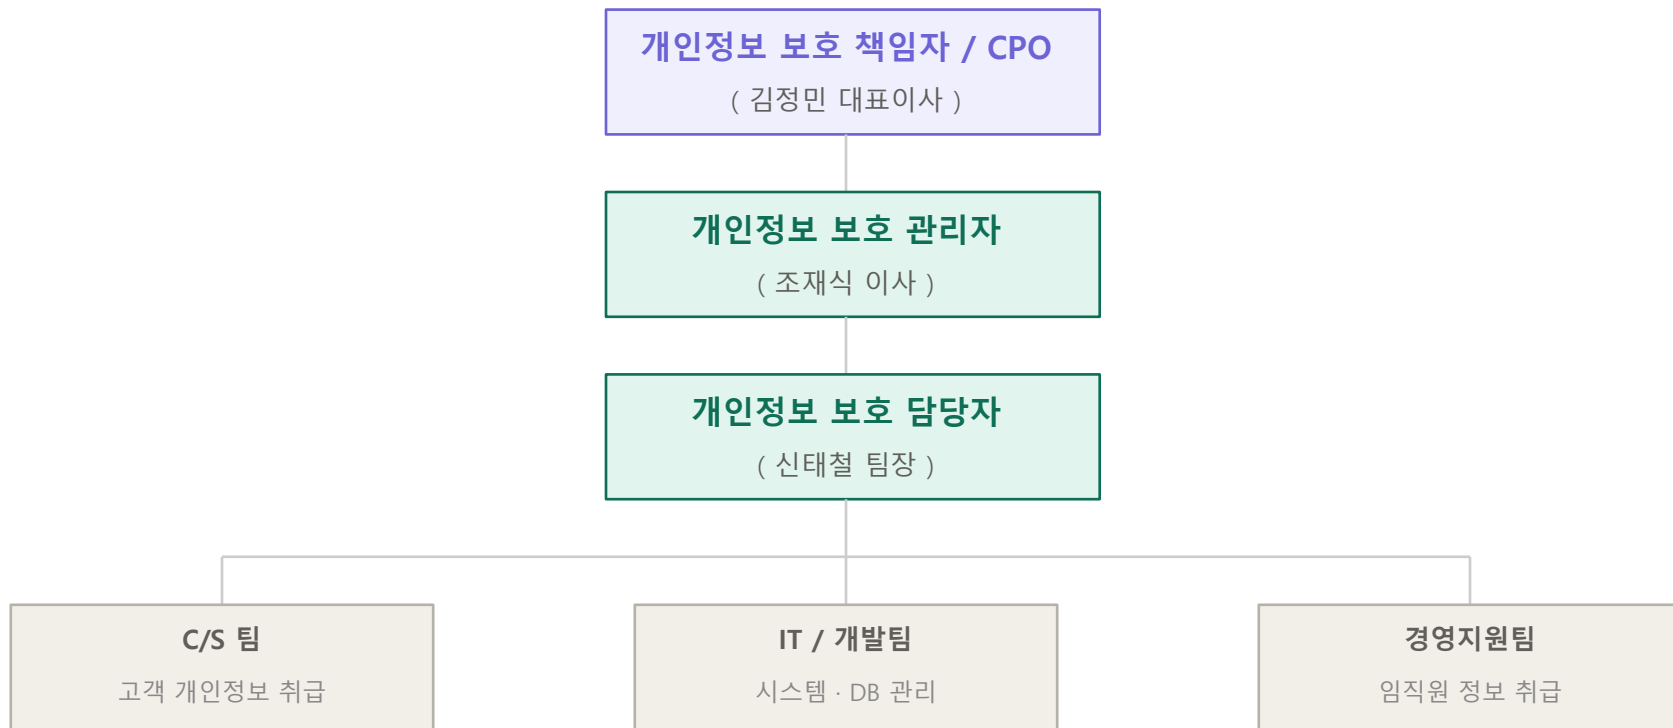 개인정보 보호 책임자 / CPO
( 김정민 대표이사 )
개인정보 보호 관리자
( 조재식 이사 )
개인정보 보호 담당자
( 신태철 팀장 )
C/S 팀
고객 개인정보 취급
IT / 개발팀
시스템 · DB 관리
경영지원팀
임직원 정보 취급